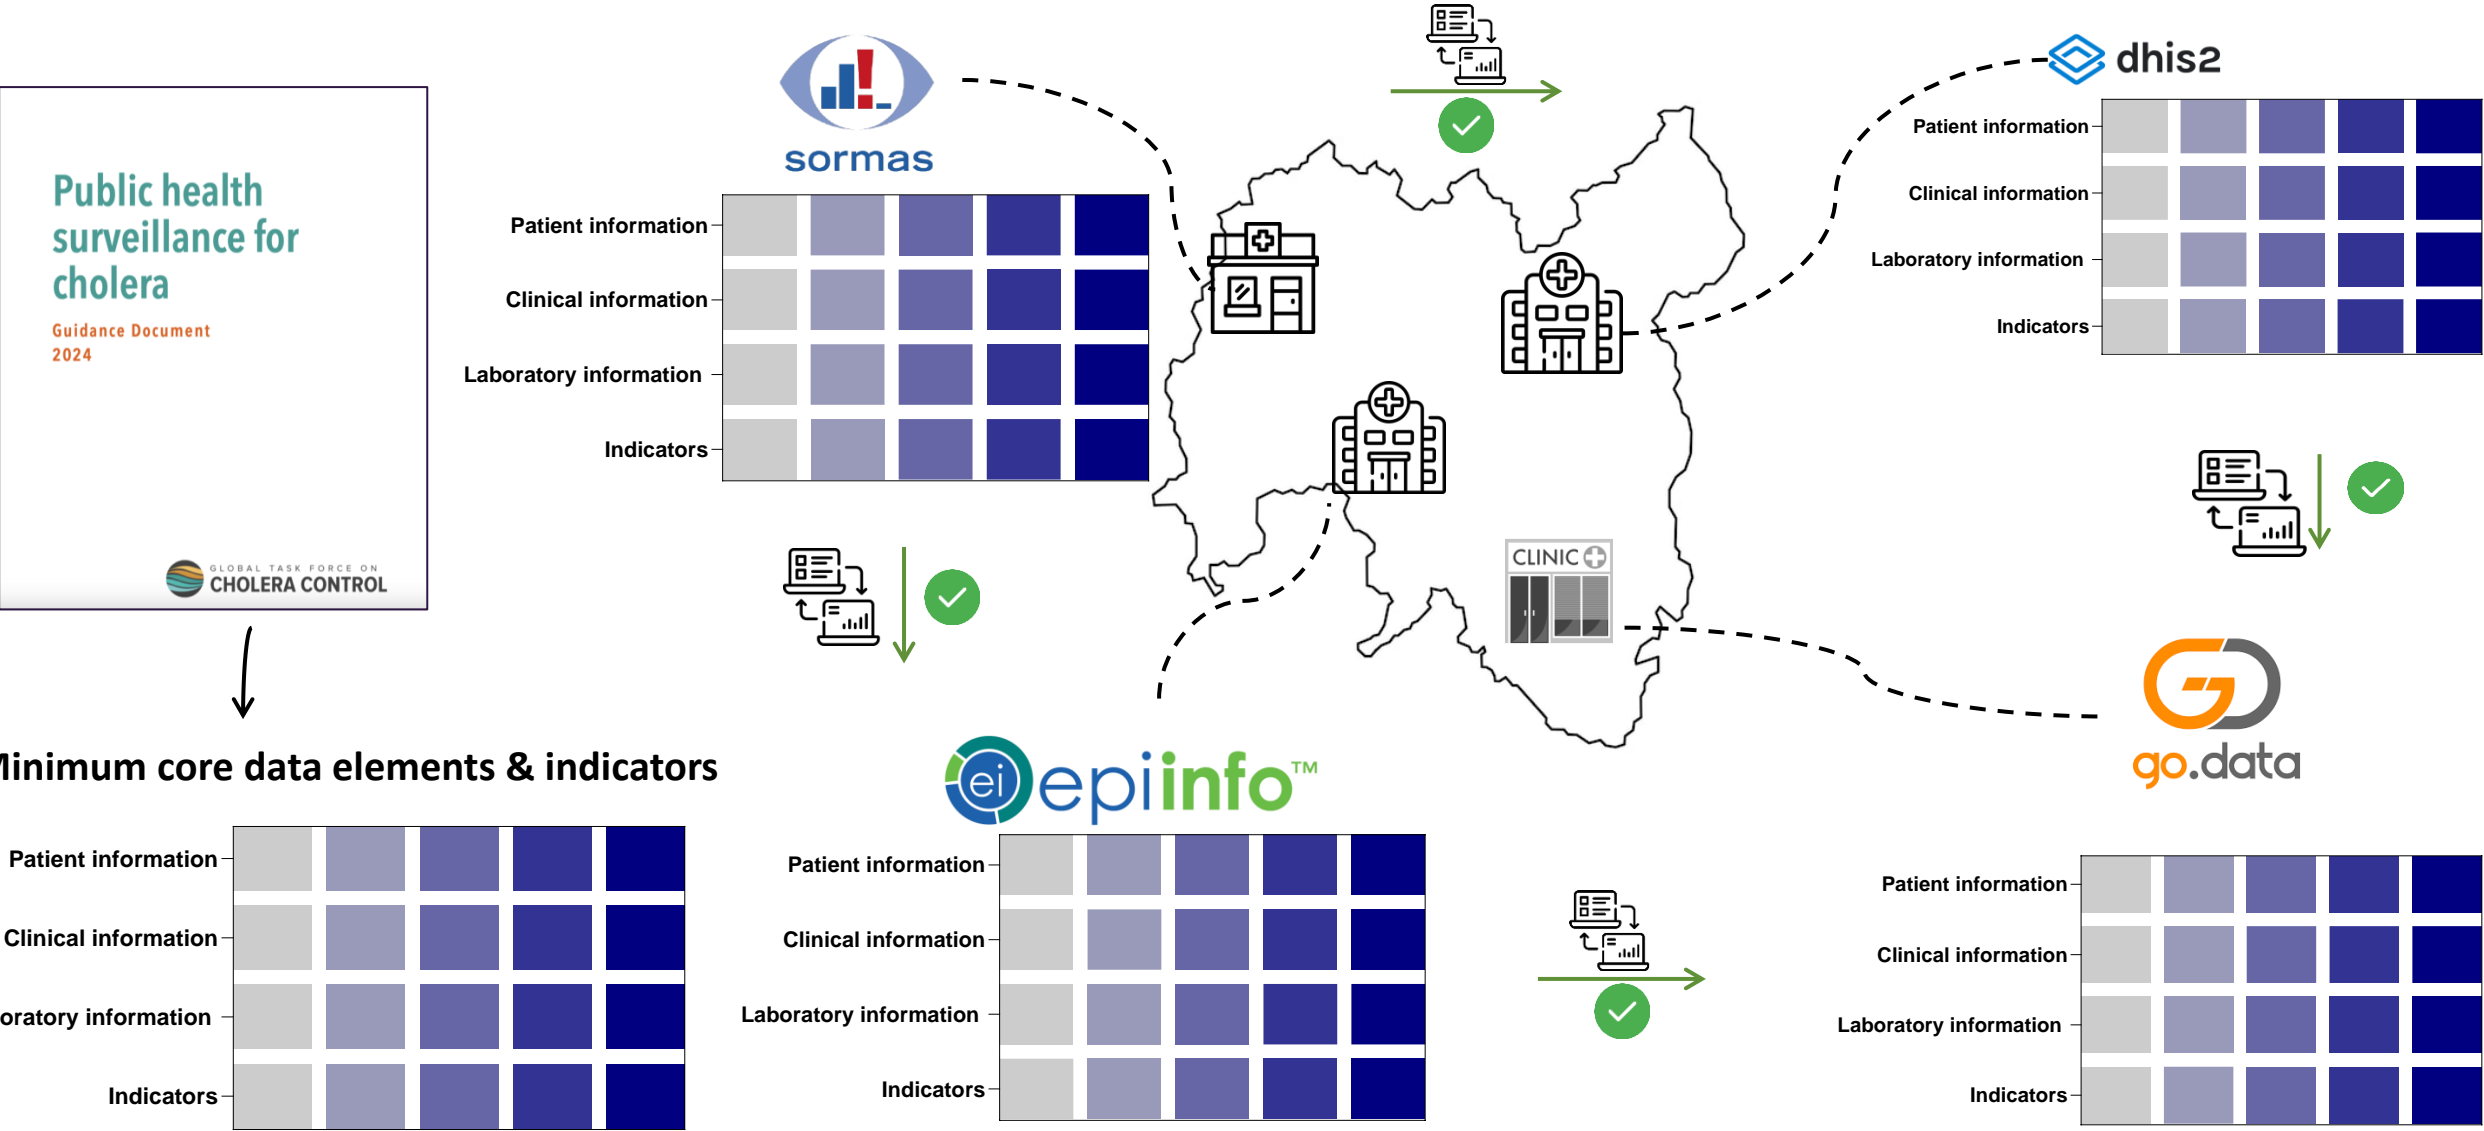 Public health
surveillance for
cholera
Guidance Document
2024
GLOBAL TASK FORCE ON
CHOLERA CONTROL
Minimum core data elements & indicators
Patient information
Clinical information
oratory information
Indicators
sormas
Patient information
Clinical information
Laboratory information
Indicators
dhis2
Patient information
Clinical information
Laboratory information
Indicators
CLINIC
ei epiinfo™
Patient information
Clinical information
Laboratory information
Indicators
go.data
Patient information
Clinical information
Laboratory information
Indicators